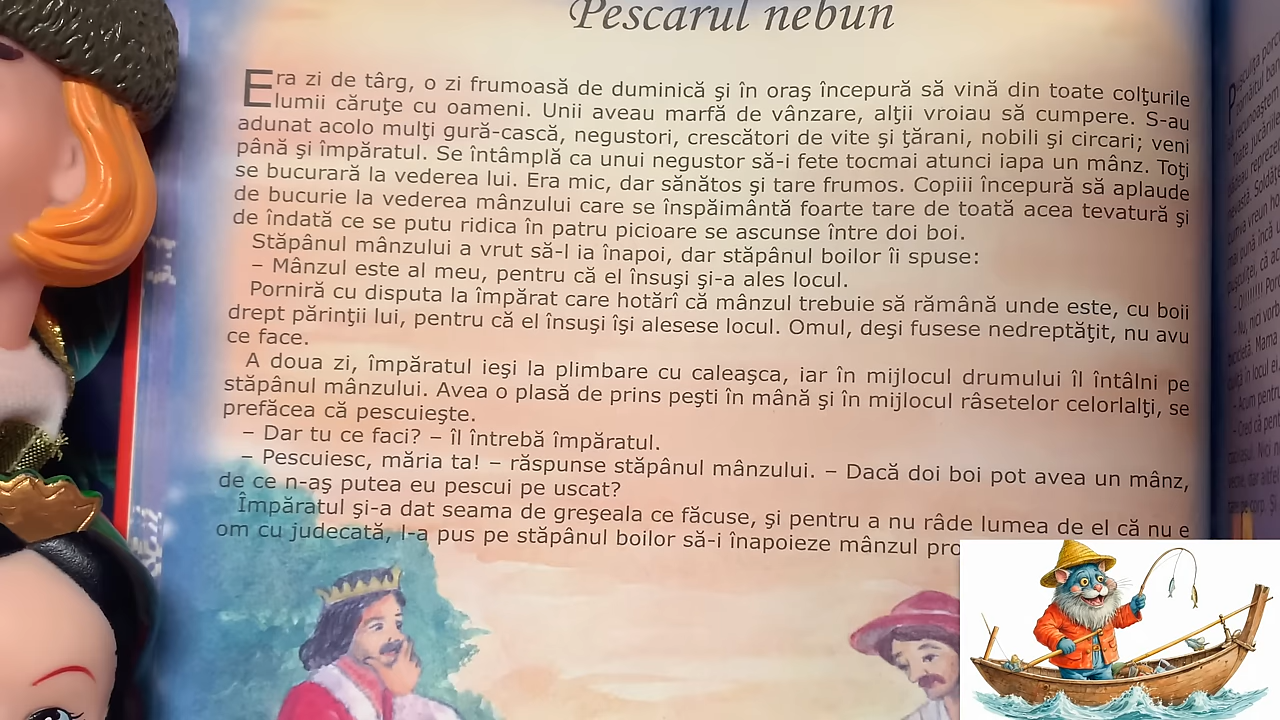 Pescarul nebun
Era zi de târg, o zi frumoasă de duminică şi în oraş începură să vină din toate colţurile
lumii căruţe cu oameni. Unii aveau marfă de vânzare, alţii vroiau să cumpere. S-au
adunat acolo mulţi gură-cască, negustori, crescători de vite şi ţărani, nobili şi circari; veni
până şi împăratul. Se întâmplă ca unui negustor să-i fete tocmai atunci iapa un mânz. Toţi
se bucurară la vederea lui. Era mic, dar sănătos şi tare frumos. Copiii începură să aplaude
de bucurie la vederea mânzului care se înspăimântă foarte tare de toată acea tevatură şi
de îndată ce se putu ridica în patru picioare se ascunse între doi boi.
Stăpânul mânzului a vrut să-l ia înapoi, dar stăpânul boilor îi spuse:
– Mânzul este al meu, pentru că el însuşi şi-a ales locul.
Porniră cu disputa la împărat care hotărî că mânzul trebuie să rămână unde este, cu boii
drept părinţii lui, pentru că el însuşi îşi alesese locul. Omul, deşi fusese nedreptăţit, nu avu
ce face.
A doua zi, împăratul ieşi la plimbare cu caleaşca, iar în mijlocul drumului îl întâlni pe
stăpânul mânzului. Avea o plasă de prins peşti în mână şi în mijlocul râsetelor celorlalţi, se
prefăcea că pescuieşte.
– Dar tu ce faci? – îl întrebă împăratul.
– Pescuiesc, măria ta! – răspunse stăpânul mânzului. – Dacă doi boi pot avea un mânz,
de ce n-aş putea eu pescui pe uscat?
Împăratul şi-a dat seama de greşeala ce făcuse, şi pentru a nu râde lumea de el că nu e
om cu judecată, l-a pus pe stăpânul boilor să-i înapoieze mânzul